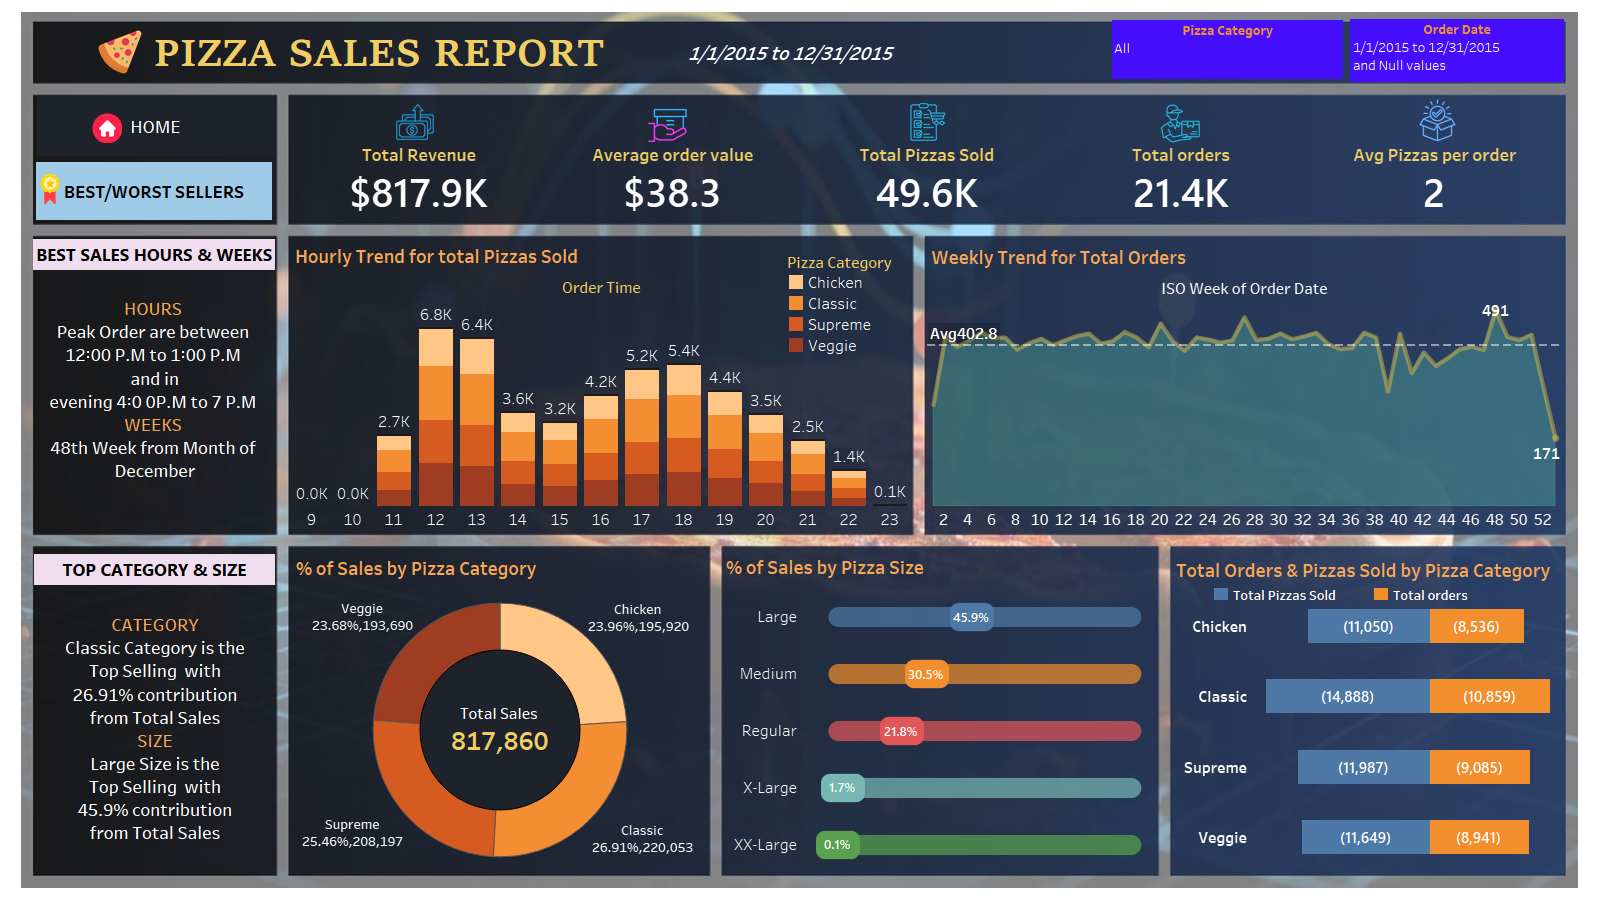 PIZZA SALES REPORT
1/1/2015 to 12/31/2015
Pizza Category
All
Order Date
1/1/2015 to 12/31/2015
and Null values
HOME
BEST/WORST SELLERS
Total Revenue
$817.9K
Average order value
$38.3
Total Pizzas Sold
49.6K
Total orders
21.4K
Avg Pizzas per order
2
BEST SALES HOURS & WEEKS
HOURS
Peak Order are between
12:00 P.M to 1:00 P.M
and in
evening 4:0 0P.M to 7 P.M
WEEKS
48th Week from Month of
December
Hourly Trend for total Pizzas Sold
Order Time
Pizza Category
Chicken
Classic
Supreme
Veggie
0.0K 0.0K 2.7K 6.8K 6.4K 3.6K 3.2K 4.2K 5.2K 5.4K 4.4K 3.5K 2.5K 1.4K 0.1K
9 10 11 12 13 14 15 16 17 18 19 20 21 22 23
Weekly Trend for Total Orders
ISO Week of Order Date
Avg402.8
491
171
2 4 6 8 10 12 14 16 18 20 22 24 26 28 30 32 34 36 38 40 42 44 46 48 50 52
TOP CATEGORY & SIZE
CATEGORY
Classic Category is the
Top Selling with
26.91% contribution
from Total Sales
SIZE
Large Size is the
Top Selling with
45.9% contribution
from Total Sales
% of Sales by Pizza Category
Veggie
23.68%,193,690
Chicken
23.96%,195,920
Total Sales
817,860
Supreme
25.46%,208,197
Classic
26.91%,220,053
% of Sales by Pizza Size
Large 45.9%
Medium 30.5%
Regular 21.8%
X-Large 1.7%
XX-Large 0.1%
Total Orders & Pizzas Sold by Pizza Category
Total Pizzas Sold Total orders
Chicken (11,050) (8,536)
Classic (14,888) (10,859)
Supreme (11,987) (9,085)
Veggie (11,649) (8,941)